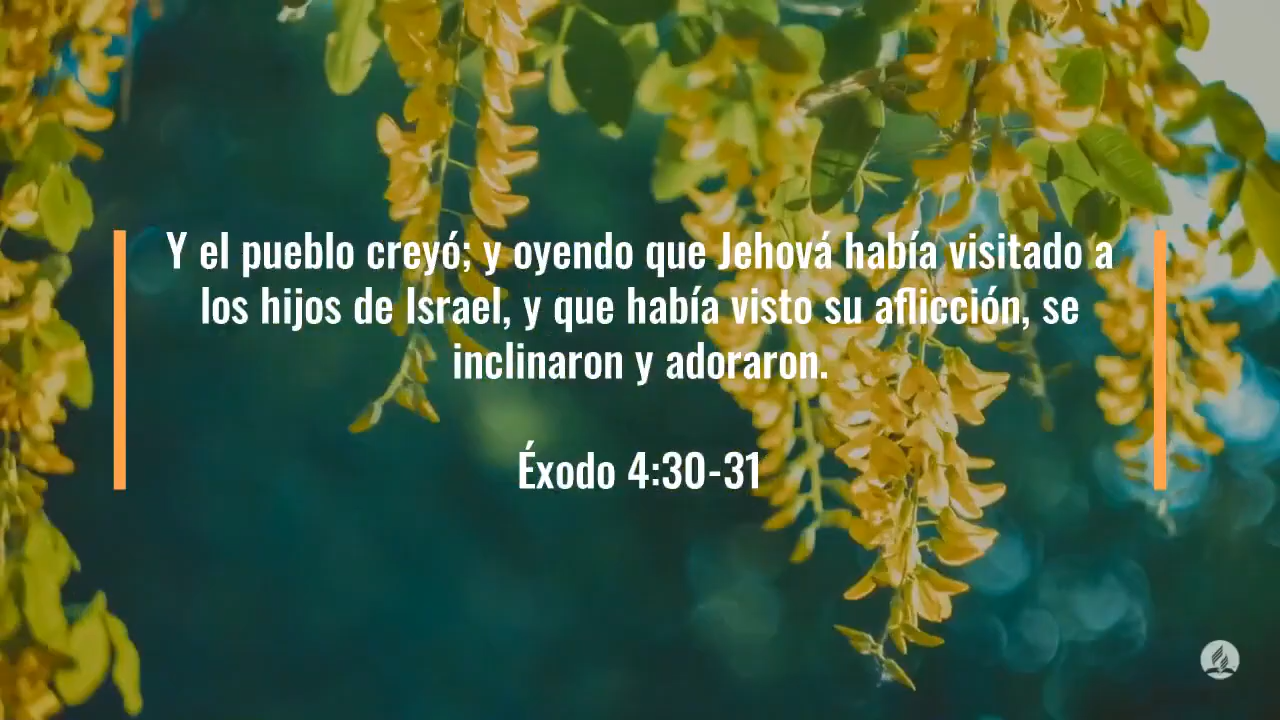 Y el pueblo creyó; y oyendo que Jehová había visitado a
los hijos de Israel, y que había visto su aflicción, se
inclinaron y adoraron.
Éxodo 4:30-31